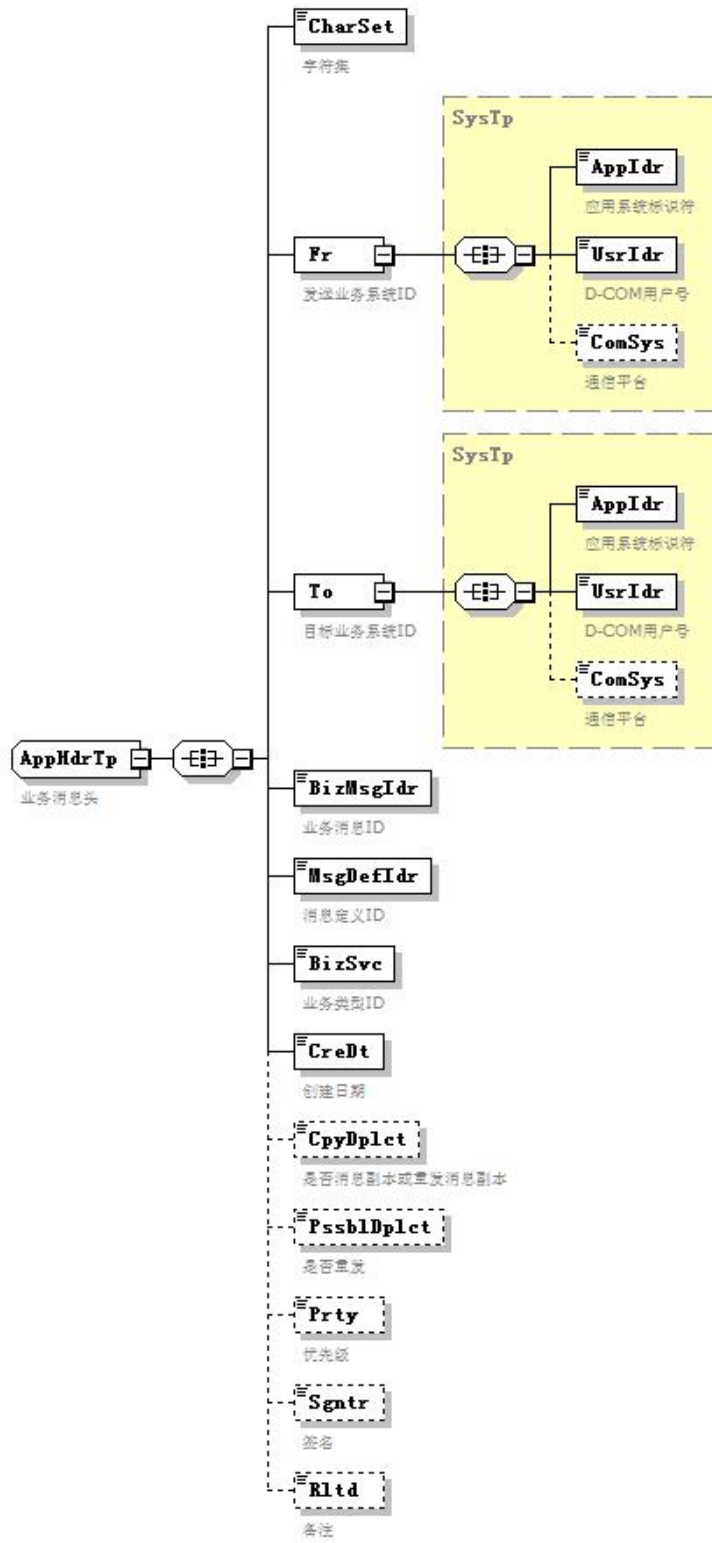 CharSet
字符集
SysTp
AppIdr
应用系统标识符
Fr
UsrIdr
发送业务系统ID
D-COM用户号
ComSys
通信平台
SysTp
AppIdr
应用系统标识符
To
UsrIdr
目标业务系统ID
D-COM用户号
ComSys
通信平台
AppHdrTp
业务消息头
BizMsgIdr
业务消息ID
MsgDefIdr
消息定义ID
BizSvc
业务类型ID
CreDt
创建日期
CpyDplct
是否消息副本或重发消息副本
PssblDplct
是否重发
Prty
优先级
Sgntr
签名
Rltd
备注